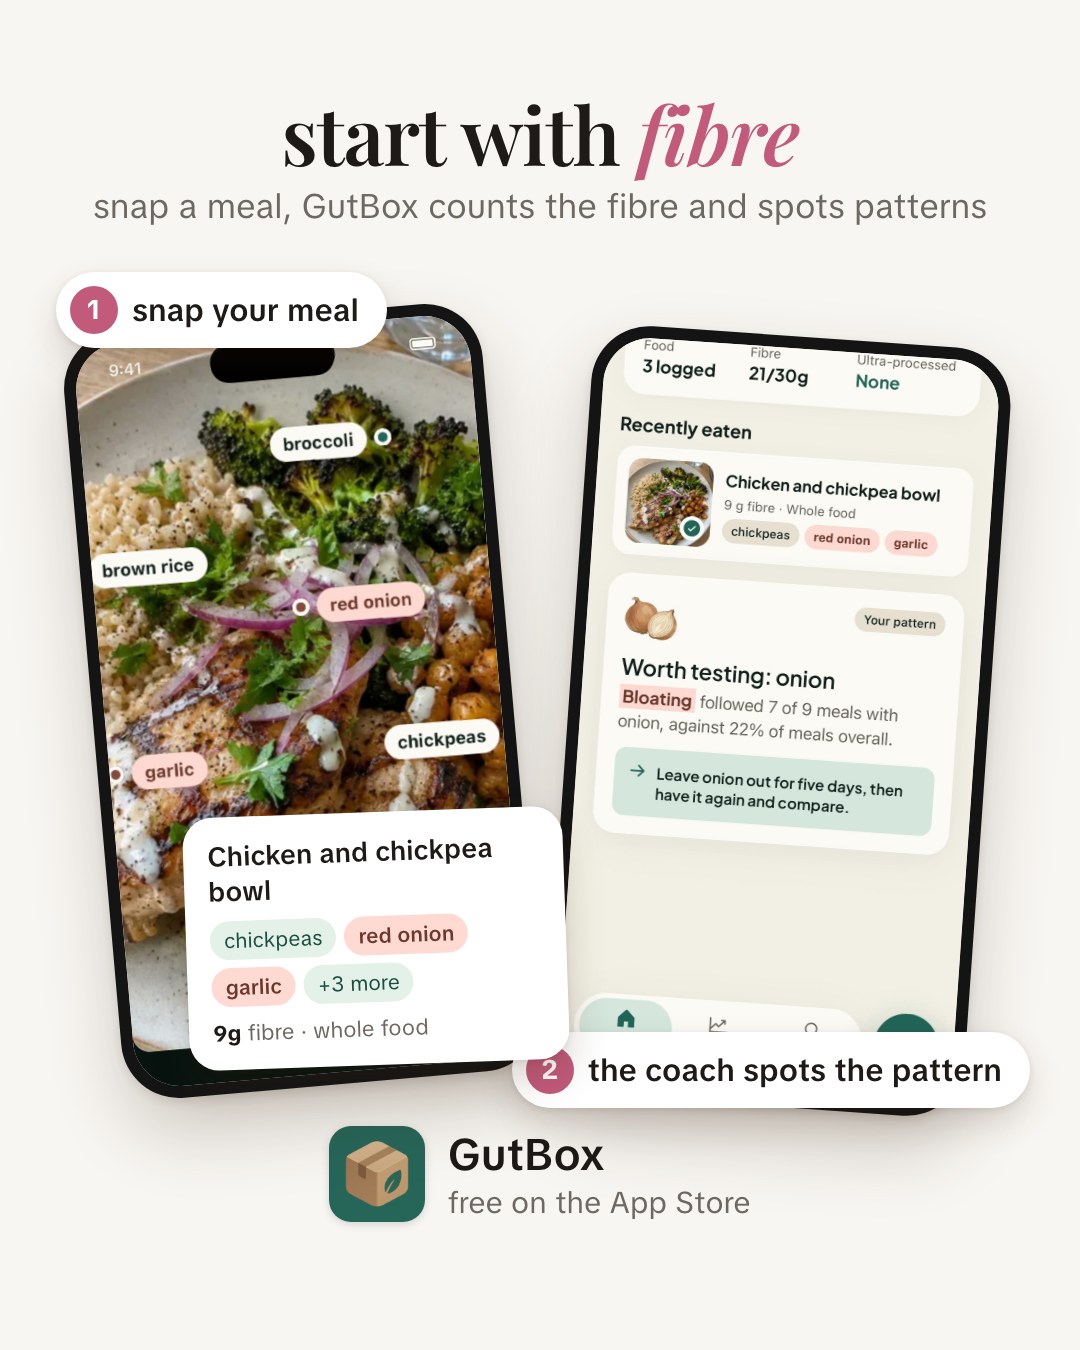 start with fibre
snap a meal, GutBox counts the fibre and spots patterns
1 snap your meal
9:41
broccoli
brown rice
red onion
chickpeas
garlic
Chicken and chickpea
bowl
chickpeas red onion
garlic +3 more
9g fibre · whole food
Food Fibre Ultra-processed
3 logged 21/30g None
Recently eaten
Chicken and chickpea bowl
9 g fibre · Whole food
chickpeas red onion garlic
Your pattern
Worth testing: onion
Bloating followed 7 of 9 meals with
onion, against 22% of meals overall.
→ Leave onion out for five days, then
have it again and compare.
2 the coach spots the pattern
GutBox
free on the App Store